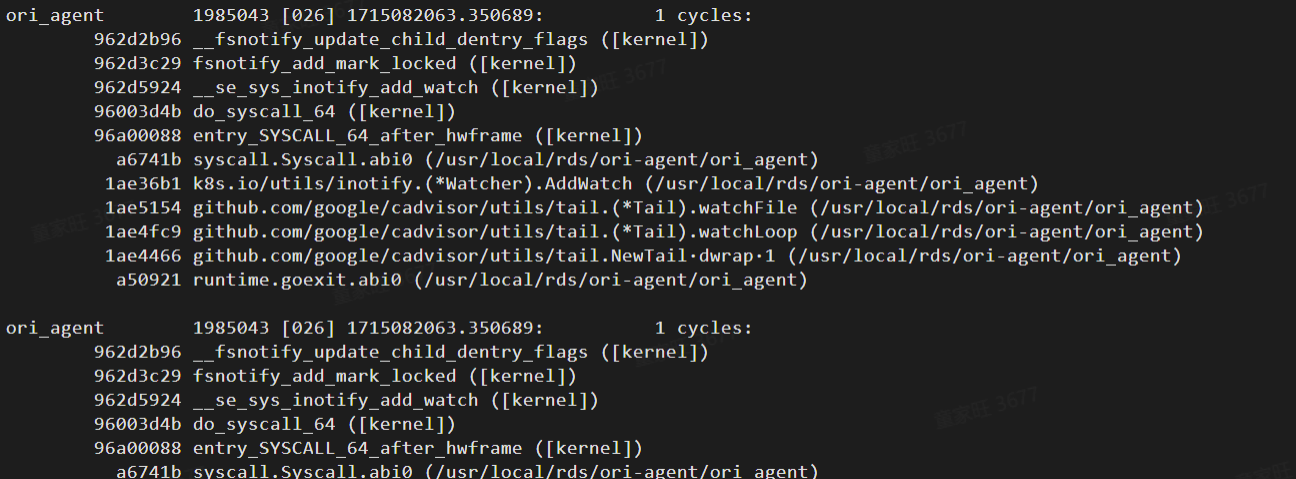 ori_agent 1985043 [026] 1715082063.350689: 1 cycles:
962d2b96 __fsnotify_update_child_dentry_flags ([kernel])
962d3c29 fsnotify_add_mark_locked ([kernel])
962d5924 __se_sys_inotify_add_watch ([kernel])
96003d4b do_syscall_64 ([kernel])
96a00088 entry_SYSCALL_64_after_hwframe ([kernel])
a6741b syscall.Syscall.abi0 (/usr/local/rds/ori-agent/ori_agent)
1ae36b1 k8s.io/utils/inotify.(*Watcher).AddWatch (/usr/local/rds/ori-agent/ori_agent)
1ae5154 github.com/google/cadvisor/utils/tail.(*Tail).watchFile (/usr/local/rds/ori-agent/ori_agent)
1ae4fc9 github.com/google/cadvisor/utils/tail.(*Tail).watchLoop (/usr/local/rds/ori-agent/ori_agent)
1ae4466 github.com/google/cadvisor/utils/tail.NewTail·dwrap·1 (/usr/local/rds/ori-agent/ori_agent)
a50921 runtime.goexit.abi0 (/usr/local/rds/ori-agent/ori_agent)
ori_agent 1985043 [026] 1715082063.350689: 1 cycles:
962d2b96 __fsnotify_update_child_dentry_flags ([kernel])
962d3c29 fsnotify_add_mark_locked ([kernel])
962d5924 __se_sys_inotify_add_watch ([kernel])
96003d4b do_syscall_64 ([kernel])
96a00088 entry_SYSCALL_64_after_hwframe ([kernel])
a6741b syscall.Syscall.abi0 (/usr/local/rds/ori-agent/ori_agent)